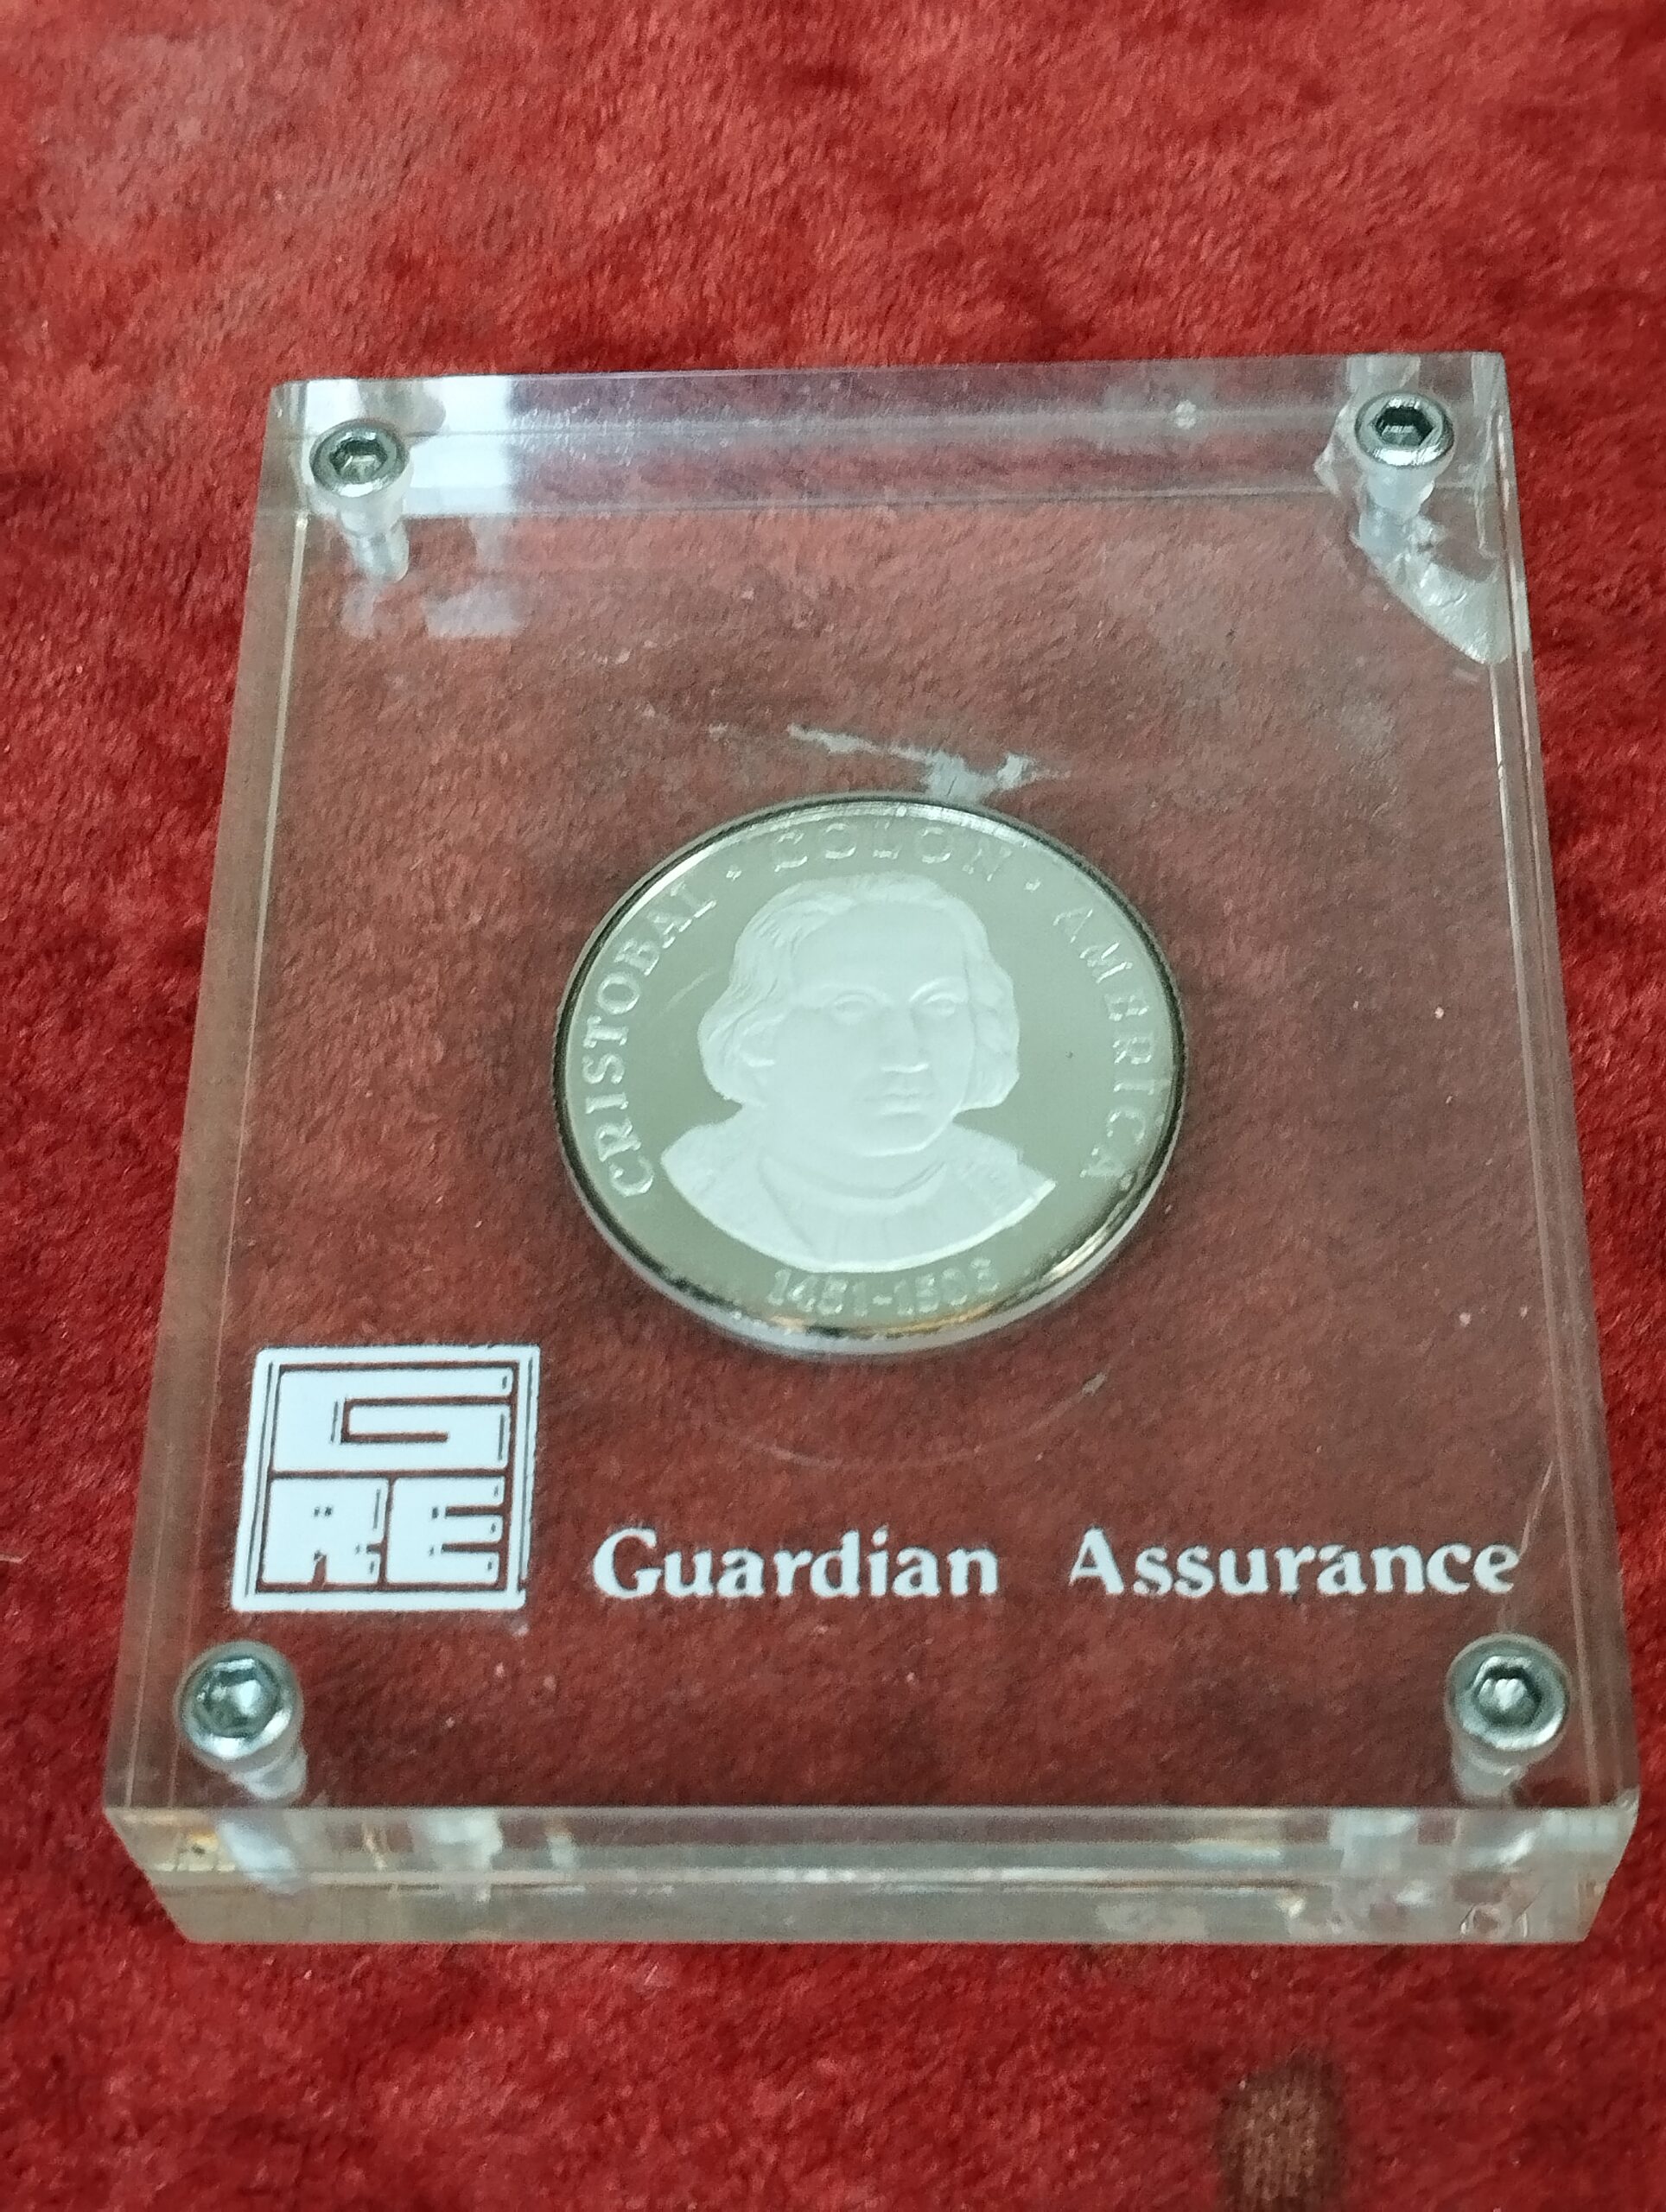 CRISTOBAL · COLON · AMERICA
1451-1506
GRE
Guardian Assurance